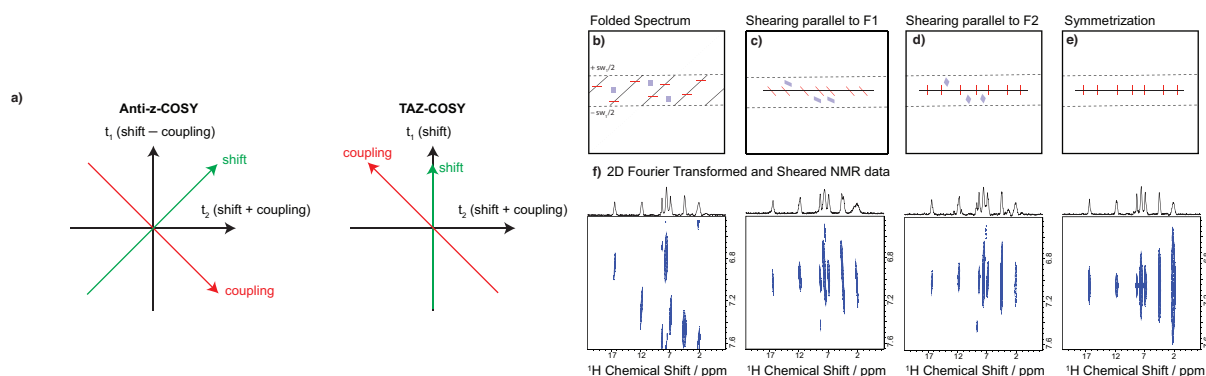 a)
Anti-z-COSY
t1 (shift − coupling)
shift
t2 (shift + coupling)
coupling
TAZ-COSY
t1 (shift)
coupling
shift
t2 (shift + coupling)
Folded Spectrum
b)
+ sw1/2
− sw1/2
Shearing parallel to F1
c)
Shearing parallel to F2
d)
Symmetrization
e)
f) 2D Fourier Transformed and Sheared NMR data
6.8
7.2
7.6
17 12 7 2
1H Chemical Shift / ppm
6.8
7.2
7.6
17 12 7 2
1H Chemical Shift / ppm
6.8
7.2
7.6
17 12 7 2
1H Chemical Shift / ppm
6.8
7.2
7.6
17 12 7 2
1H Chemical Shift / ppm